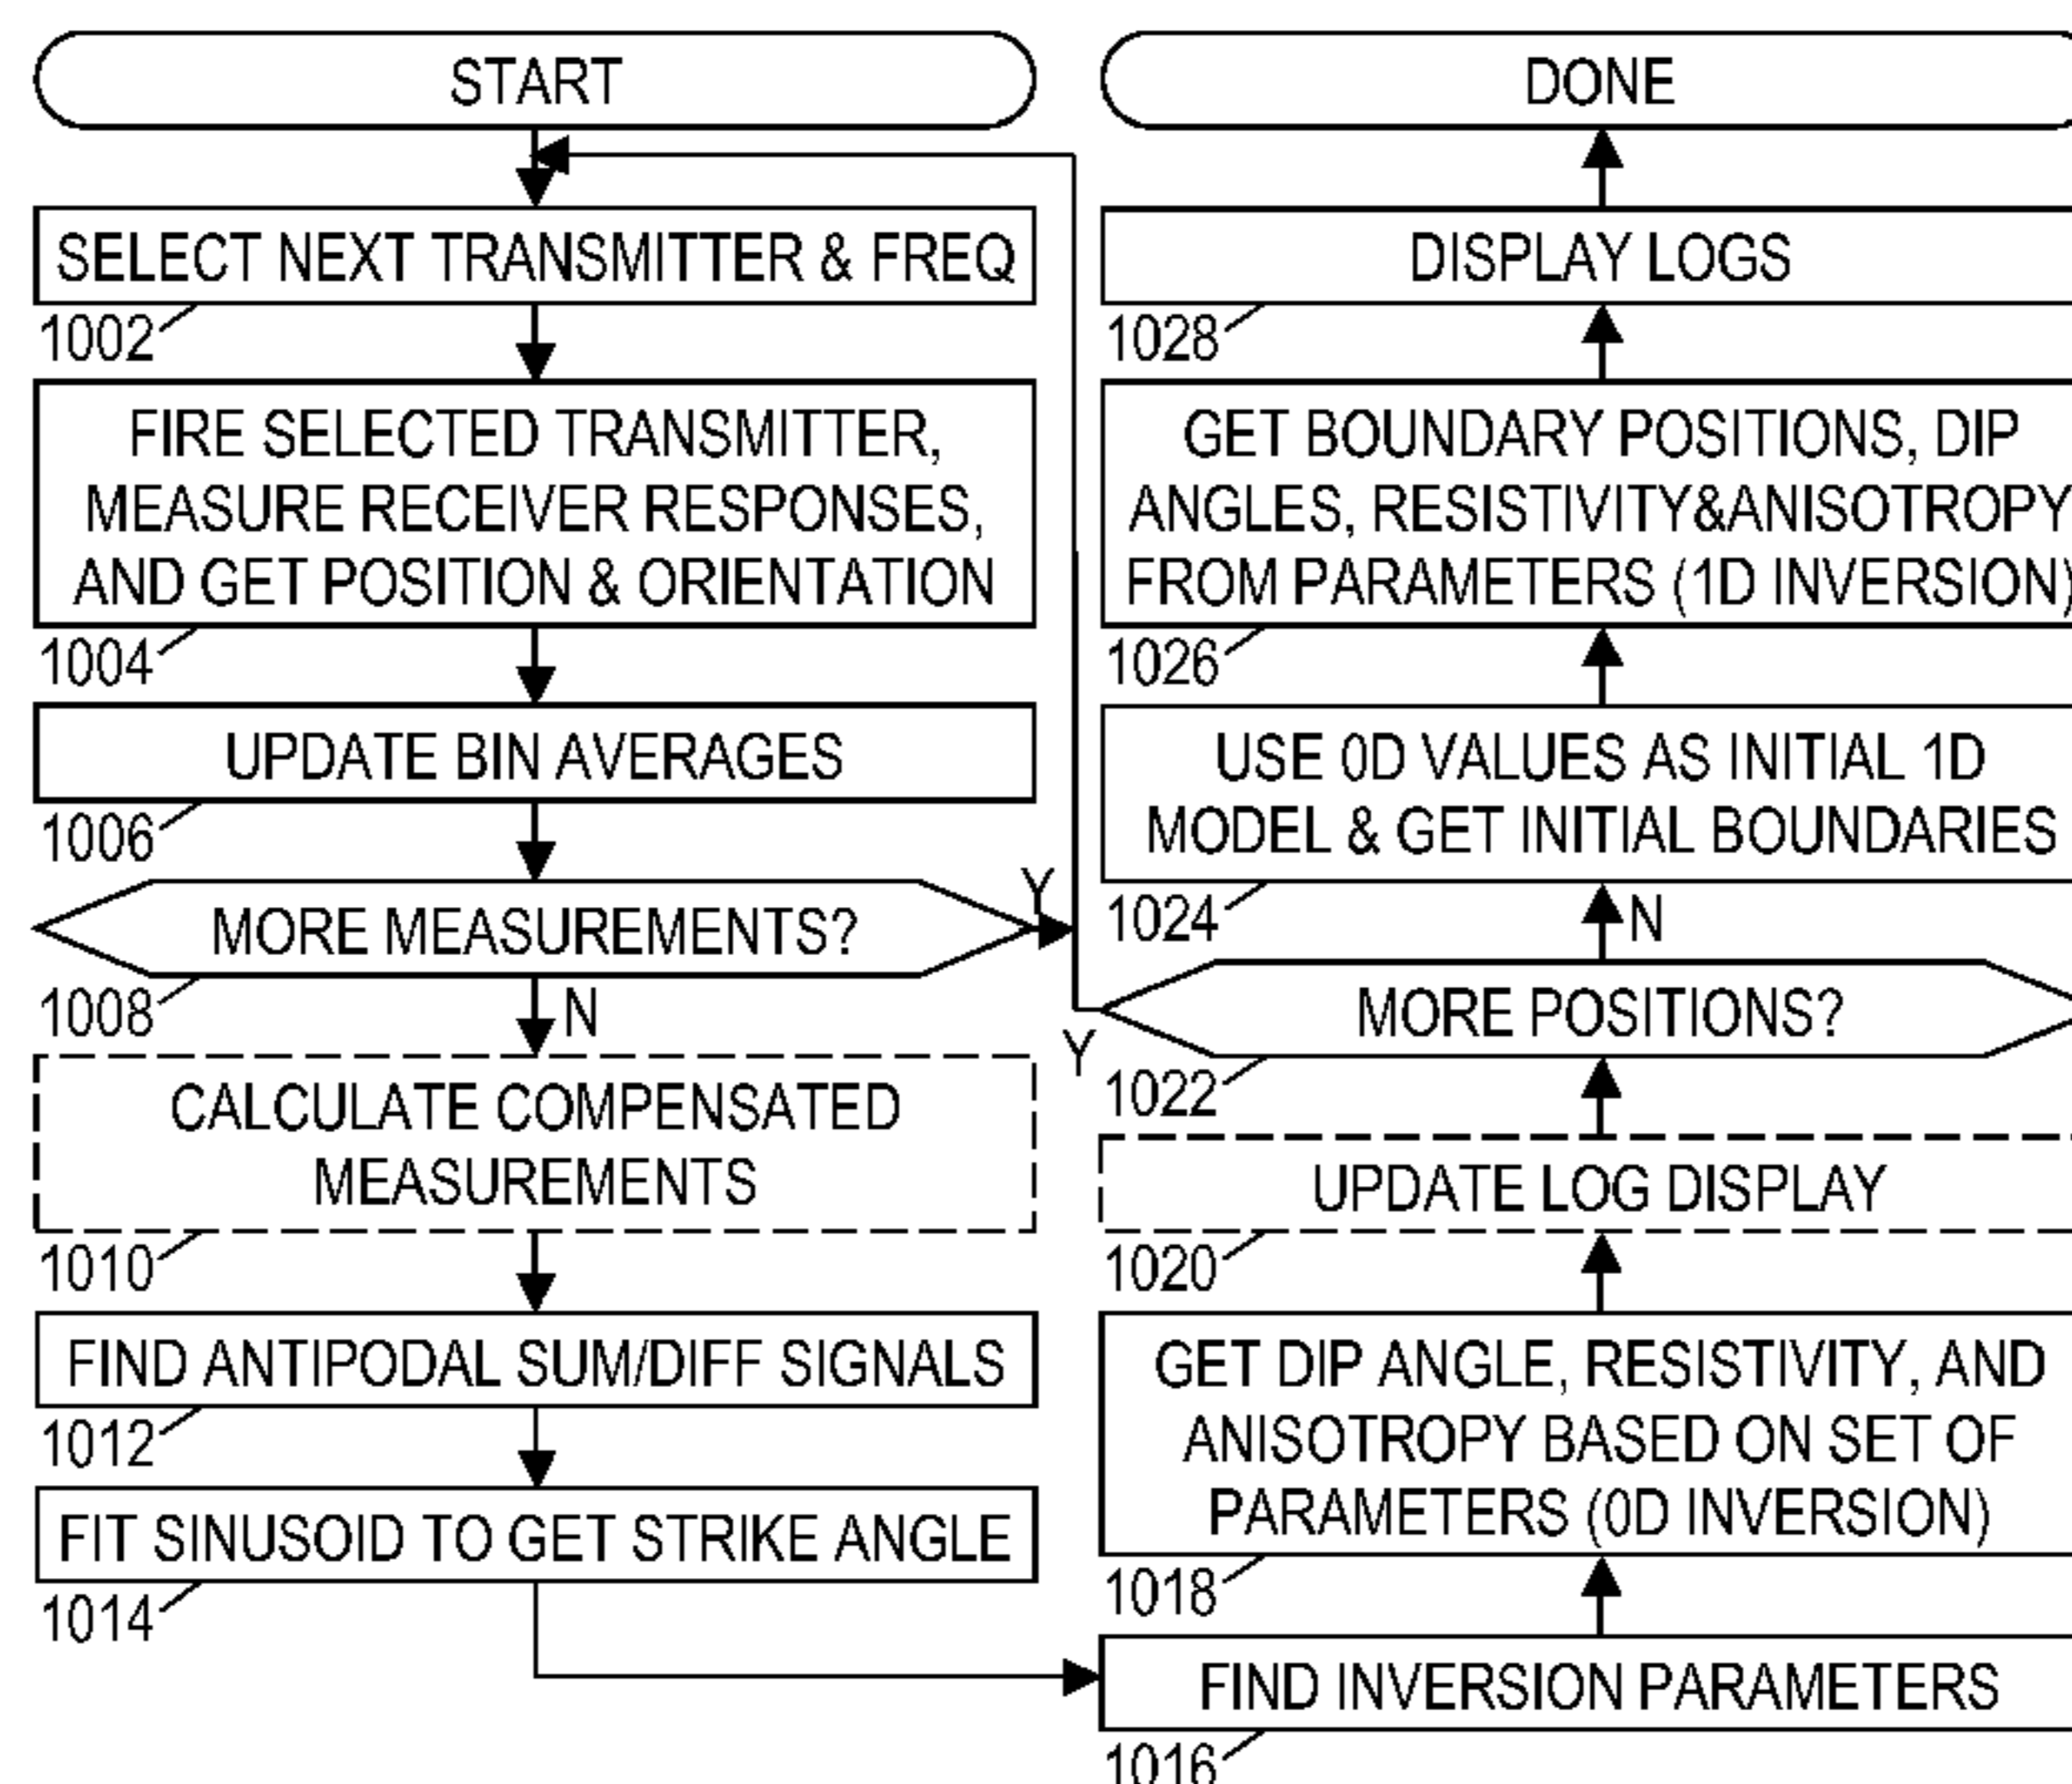 START
SELECT NEXT TRANSMITTER & FREQ
1002
FIRE SELECTED TRANSMITTER,
MEASURE RECEIVER RESPONSES,
AND GET POSITION & ORIENTATION
1004
UPDATE BIN AVERAGES
1006
MORE MEASUREMENTS?
Y
1008
N
CALCULATE COMPENSATED
MEASUREMENTS
1010
FIND ANTIPODAL SUM/DIFF SIGNALS
1012
FIT SINUSOID TO GET STRIKE ANGLE
1014
DONE
DISPLAY LOGS
1028
GET BOUNDARY POSITIONS, DIP
ANGLES, RESISTIVITY&ANISOTROPY
FROM PARAMETERS (1D INVERSION)
1026
USE 0D VALUES AS INITIAL 1D
MODEL & GET INITIAL BOUNDARIES
1024
N
MORE POSITIONS?
Y
1022
UPDATE LOG DISPLAY
1020
GET DIP ANGLE, RESISTIVITY, AND
ANISOTROPY BASED ON SET OF
PARAMETERS (0D INVERSION)
1018
FIND INVERSION PARAMETERS
1016